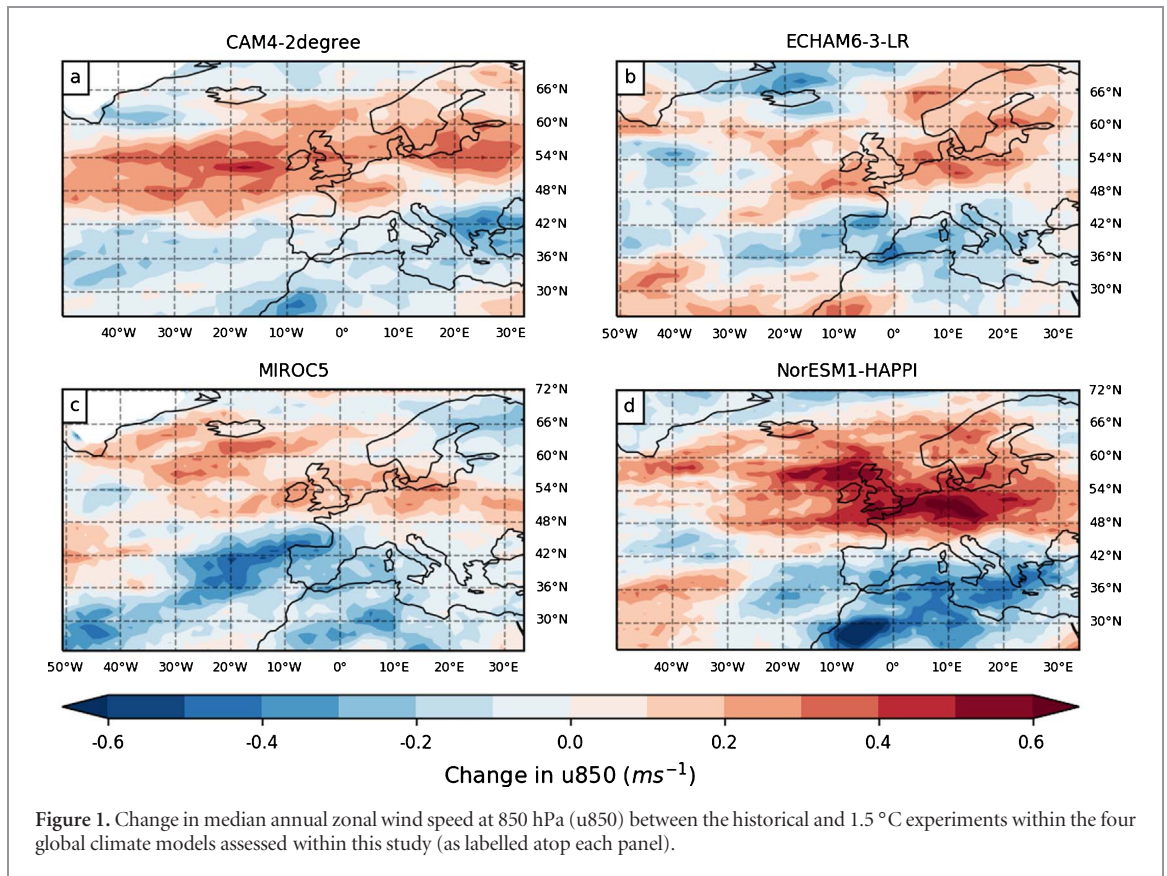 CAM4-2degree
ECHAM6-3-LR
a
66°N
60°N
54°N
48°N
42°N
36°N
30°N
40°W 30°W 20°W 10°W 0° 10°E 20°E 30°E
b
66°N
60°N
54°N
48°N
42°N
36°N
30°N
50°W 40°W 30°W 20°W 10°W 0° 10°E 20°E 30°E
MIROC5
NorESM1-HAPPI
c
72°N
66°N
60°N
54°N
48°N
42°N
36°N
30°N
50°W 40°W 30°W 20°W 10°W 0° 10°E 20°E 30°E
d
72°N
66°N
60°N
54°N
48°N
42°N
36°N
30°N
40°W 30°W 20°W 10°W 0° 10°E 20°E 30°E
-0.6 -0.4 -0.2 0.0 0.2 0.4 0.6
Change in u850 (ms⁻¹)
Figure 1. Change in median annual zonal wind speed at 850 hPa (u850) between the historical and 1.5 °C experiments within the four
global climate models assessed within this study (as labelled atop each panel).